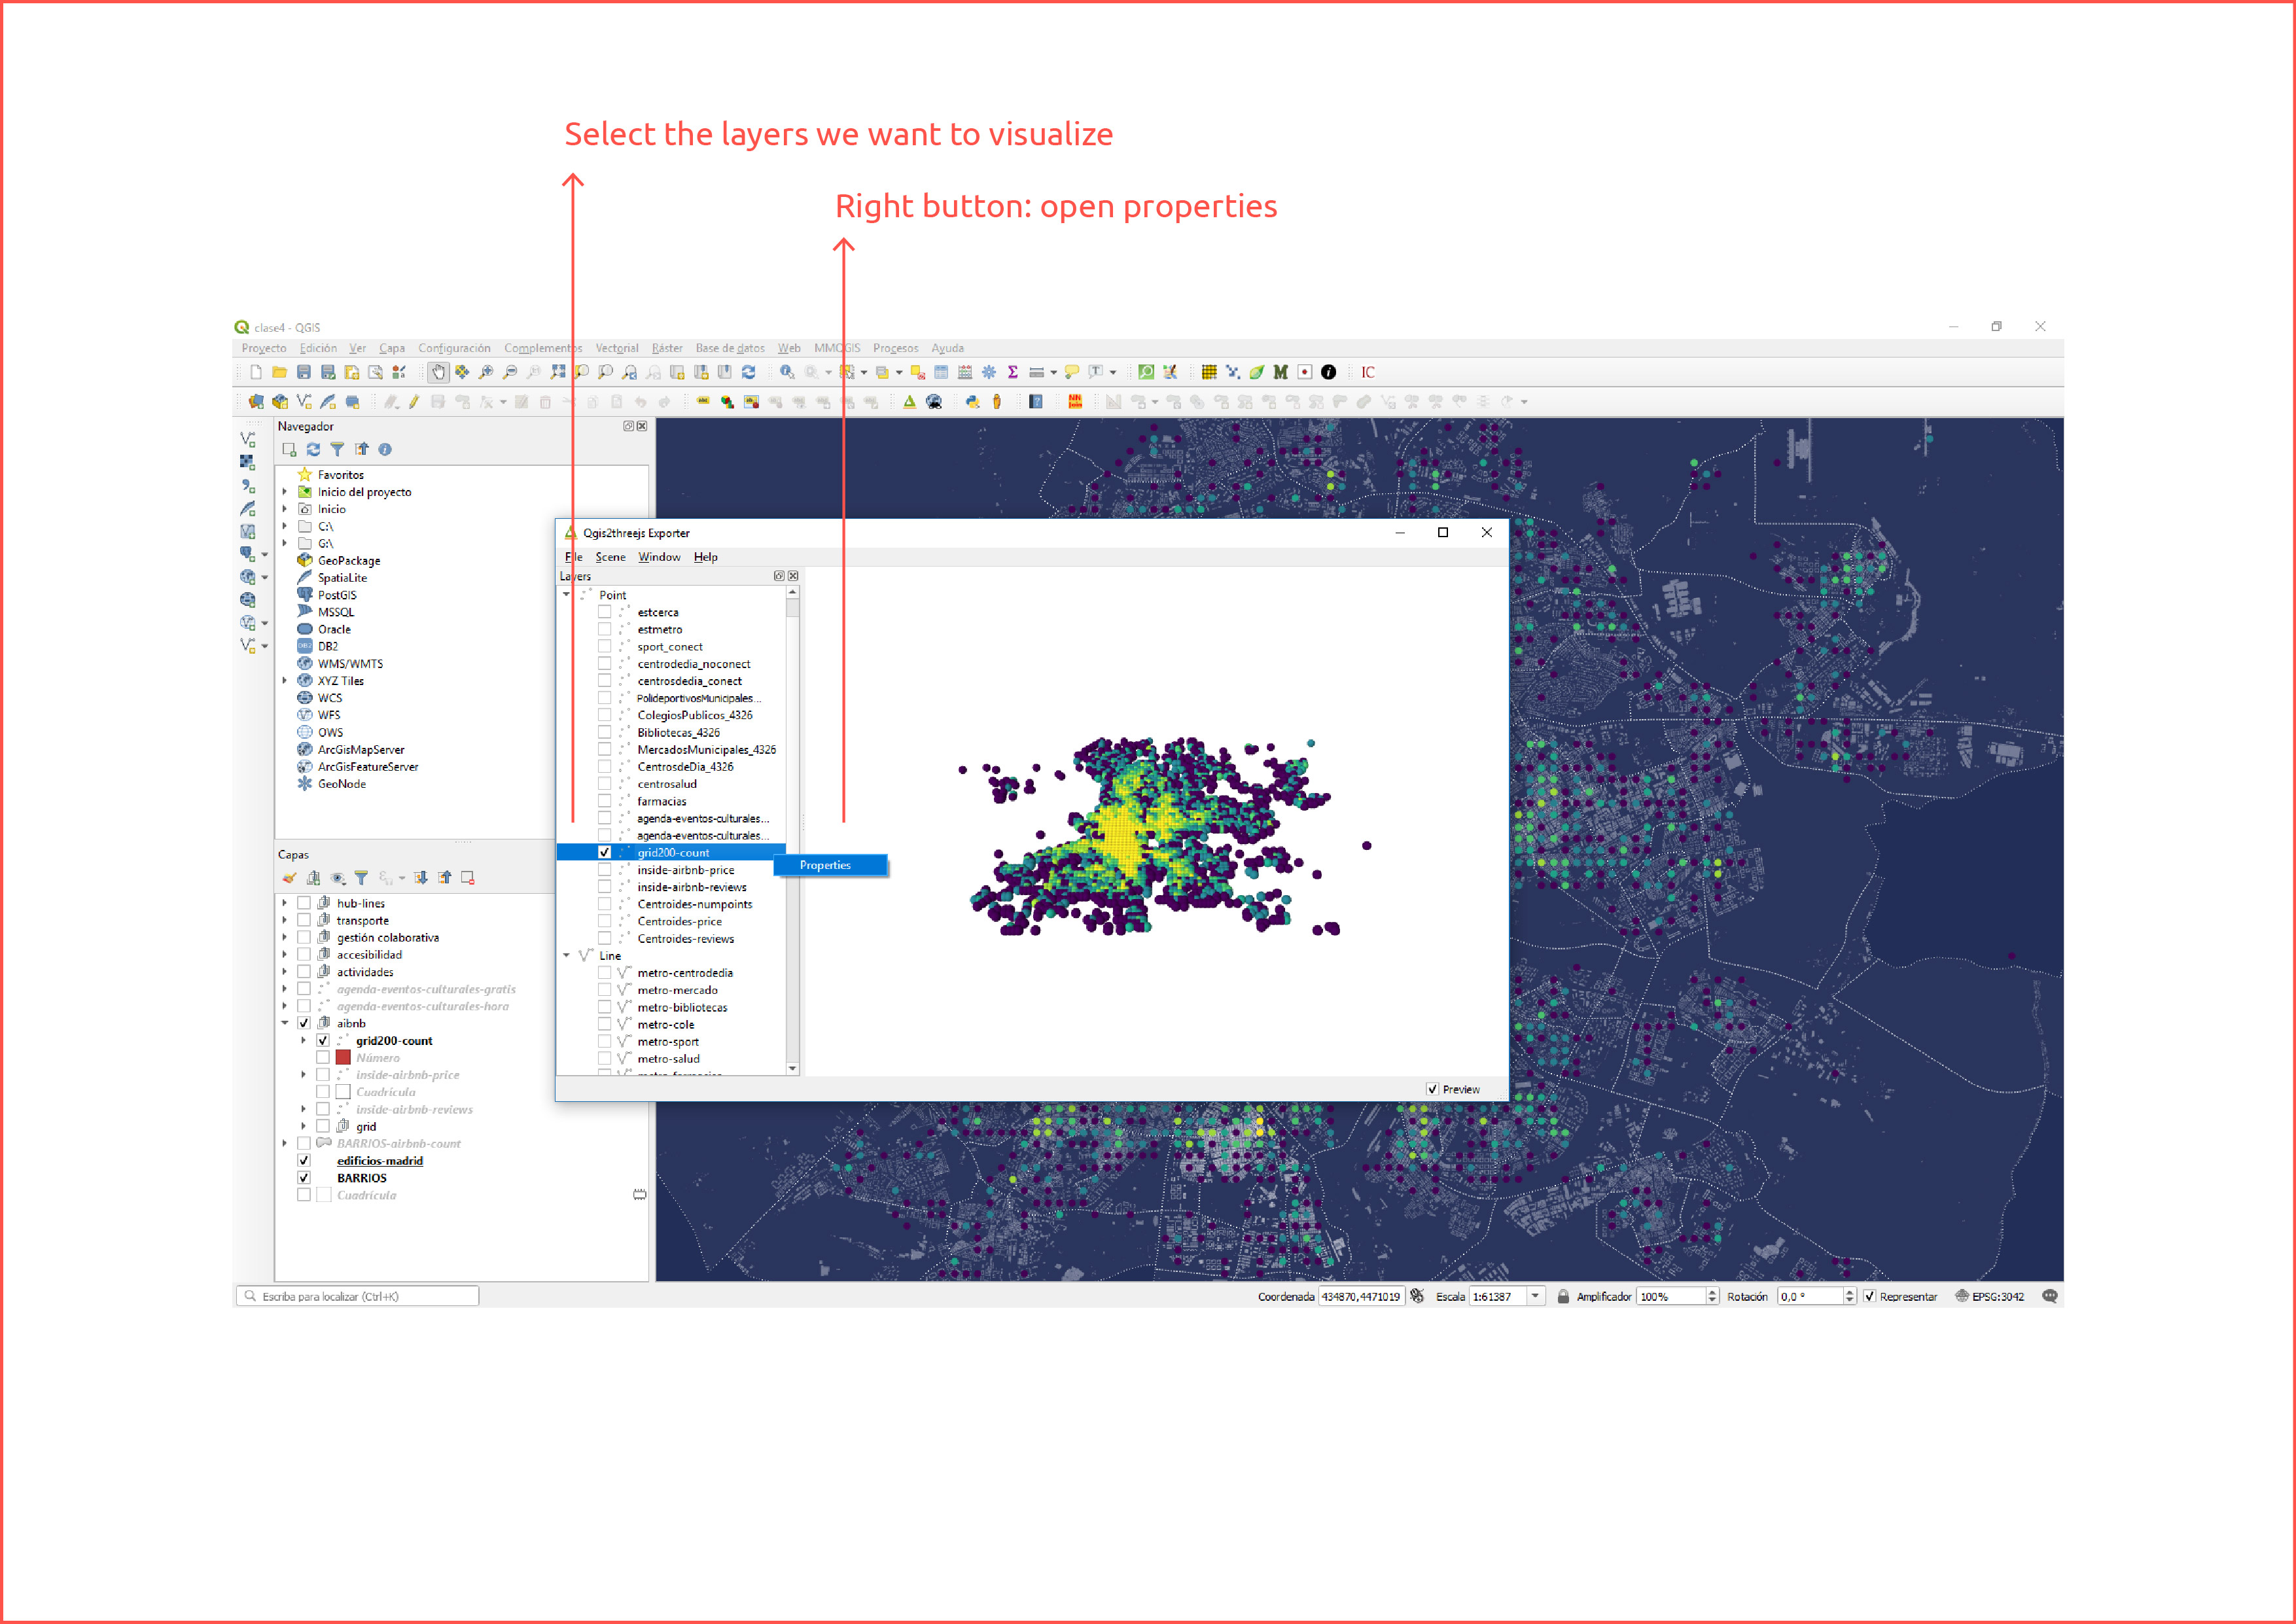 Select the layers we want to visualize
Right button: open properties
clase4 - QGIS
Proyecto Edición Ver Capa Configuración Complementos Vectorial Ráster Base de datos Web MMQGIS Procesos Ayuda
IC
Navegador
Favoritos
Inicio del proyecto
Inicio
C:\
G:\
GeoPackage
SpatiaLite
PostGIS
MSSQL
Oracle
DB2
WMS/WMTS
XYZ Tiles
WCS
WFS
OWS
ArcGisMapServer
ArcGisFeatureServer
GeoNode
Capas
hub-lines
transporte
gestión colaborativa
accesibilidad
actividades
agenda-eventos-culturales-gratis
agenda-eventos-culturales-hora
aibnb
grid200-count
Número
inside-airbnb-price
Cuadrícula
inside-airbnb-reviews
grid
BARRIOS-airbnb-count
edificios-madrid
BARRIOS
Cuadrícula
Qgis2threejs Exporter
File Scene Window Help
Layers
Point
estcerca
estmetro
sport_conect
centrodedia_noconect
centrosdedia_conect
PolideportivosMunicipales...
ColegiosPublicos_4326
Bibliotecas_4326
MercadosMunicipales_4326
CentrosdeDia_4326
centrosalud
farmacias
agenda-eventos-culturales...
agenda-eventos-culturales...
grid200-count
Properties
inside-airbnb-price
inside-airbnb-reviews
Centroides-numpoints
Centroides-price
Centroides-reviews
Line
metro-centrodedia
metro-mercado
metro-bibliotecas
metro-cole
metro-sport
metro-salud
Preview
Escriba para localizar (Ctrl+K)
Coordenada 434870,4471019 Escala 1:61387 Amplificador 100% Rotación 0,0 ° Representar EPSG:3042